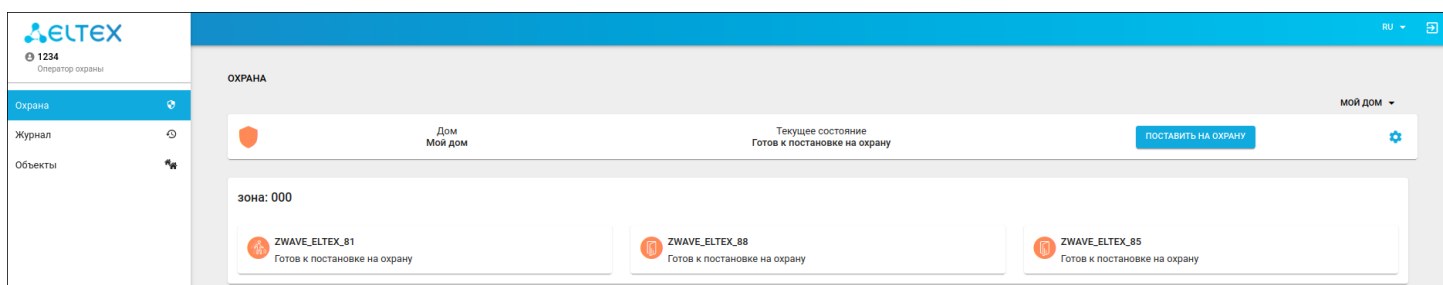 ELTEX
RU
1234
Оператор охраны
ОХРАНА
Охрана
МОЙ ДОМ
Журнал
Дом
Мой дом
Текущее состояние
Готов к постановке на охрану
ПОСТАВИТЬ НА ОХРАНУ
Объекты
зона: 000
ZWAVE_ELTEX_81
Готов к постановке на охрану
ZWAVE_ELTEX_88
Готов к постановке на охрану
ZWAVE_ELTEX_85
Готов к постановке на охрану